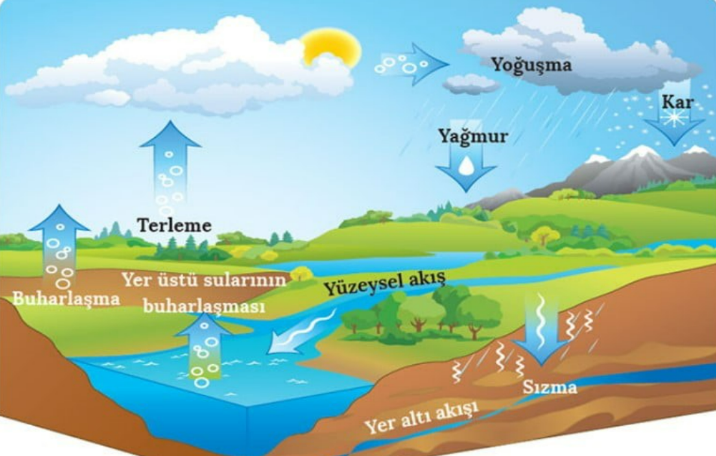 Yoğuşma
Kar
Yağmur
Terleme
Buharlaşma
Yer üstü sularının
buharlaşması
Yüzeysel akış
Sızma
Yer altı akışı